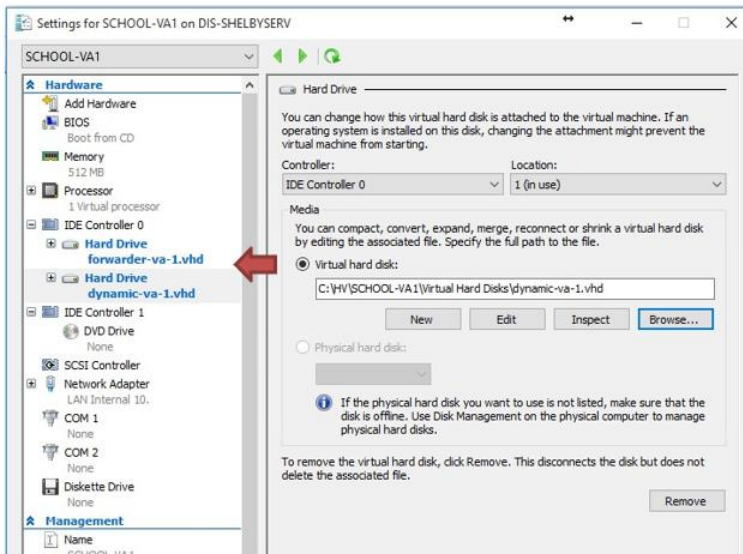 Settings for SCHOOL-VA1 on DIS-SHELBYSERV
SCHOOL-VA1
Hardware
Add Hardware
BIOS
Boot from CD
Memory
512 MB
Processor
1 Virtual processor
IDE Controller 0
Hard Drive
forwarder-va-1.vhd
Hard Drive
dynamic-va-1.vhd
IDE Controller 1
DVD Drive
None
SCSI Controller
Network Adapter
LAN Internal 10.
COM 1
None
COM 2
None
Diskette Drive
None
Management
Name
SCHOOL-VA1
Hard Drive
You can change how this virtual hard disk is attached to the virtual machine. If an
operating system is installed on this disk, changing the attachment might prevent the
virtual machine from starting.
Controller:
Location:
IDE Controller 0
1 (in use)
Media
You can compact, convert, expand, merge, reconnect or shrink a virtual hard disk
by editing the associated file. Specify the full path to the file.
Virtual hard disk:
C:\HV\SCHOOL-VA1\Virtual Hard Disks\dynamic-va-1.vhd
New
Edit
Inspect
Browse...
Physical hard disk:
If the physical hard disk you want to use is not listed, make sure that the
disk is offline. Use Disk Management on the physical computer to manage
physical hard disks.
To remove the virtual hard disk, click Remove. This disconnects the disk but does not
delete the associated file.
Remove